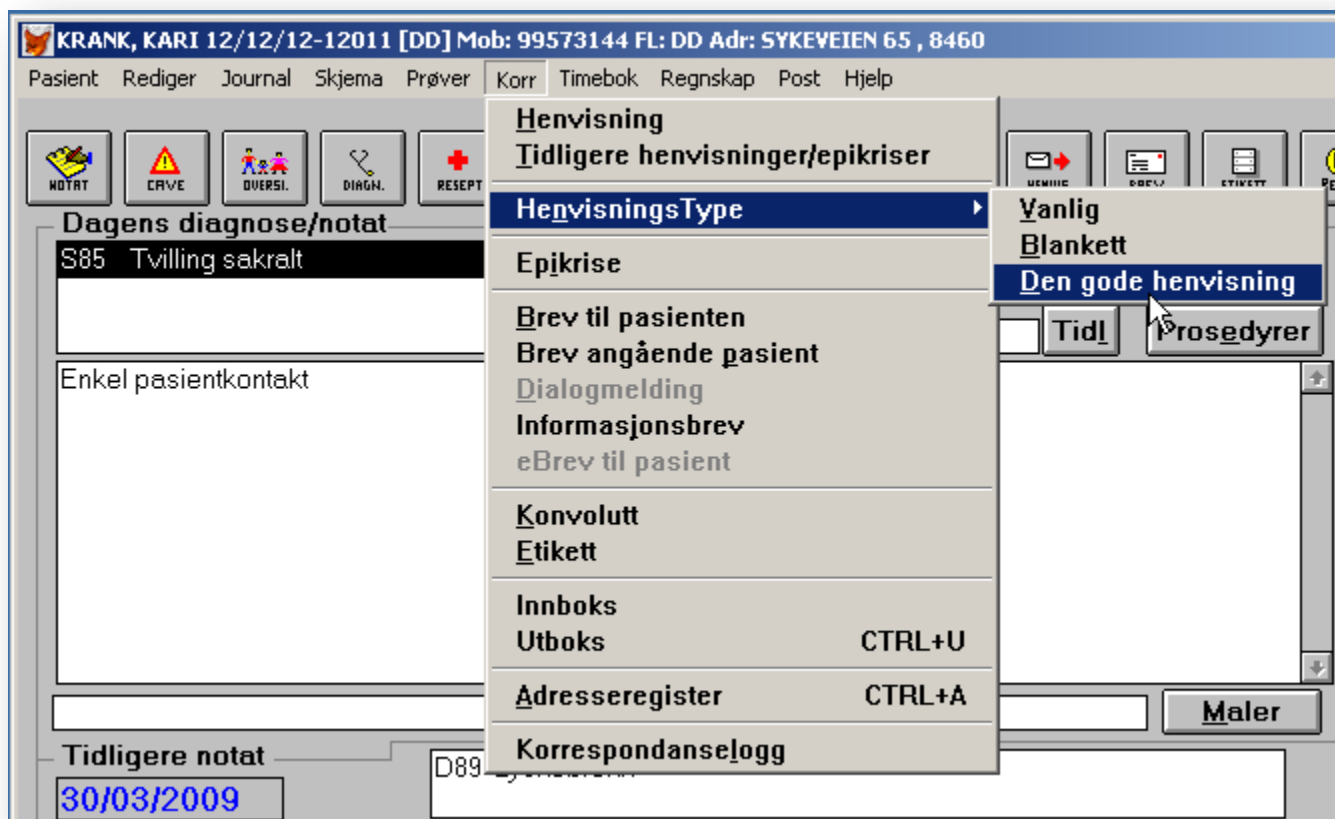 KRANK, KARI 12/12/12-12011 [DD] Mob: 99573144 FL: DD Adr: SYKEVEIEN 65 , 8460
Pasient Rediger Journal Skjema Prøver Korr Timebok Regnskap Post Hjelp
NOTAT CAVE OVERSI. DIAGN. RESEPT
Dagens diagnose/notat
S85 Tvilling sakralt
Enkel pasientkontakt
Henvisning
Tidligere henvisninger/epikriser
HenvisningsType
Epikrise
Brev til pasienten
Brev angående pasient
Dialogmelding
Informasjonsbrev
eBrev til pasient
Konvolutt
Etikett
Innboks
Utboks CTRL+U
Adresseregister CTRL+A
Korrespondanselogg
Vanlig
Blankett
Den gode henvisning
Tidl Prosedyrer
Maler
Tidligere notat
30/03/2009
D89